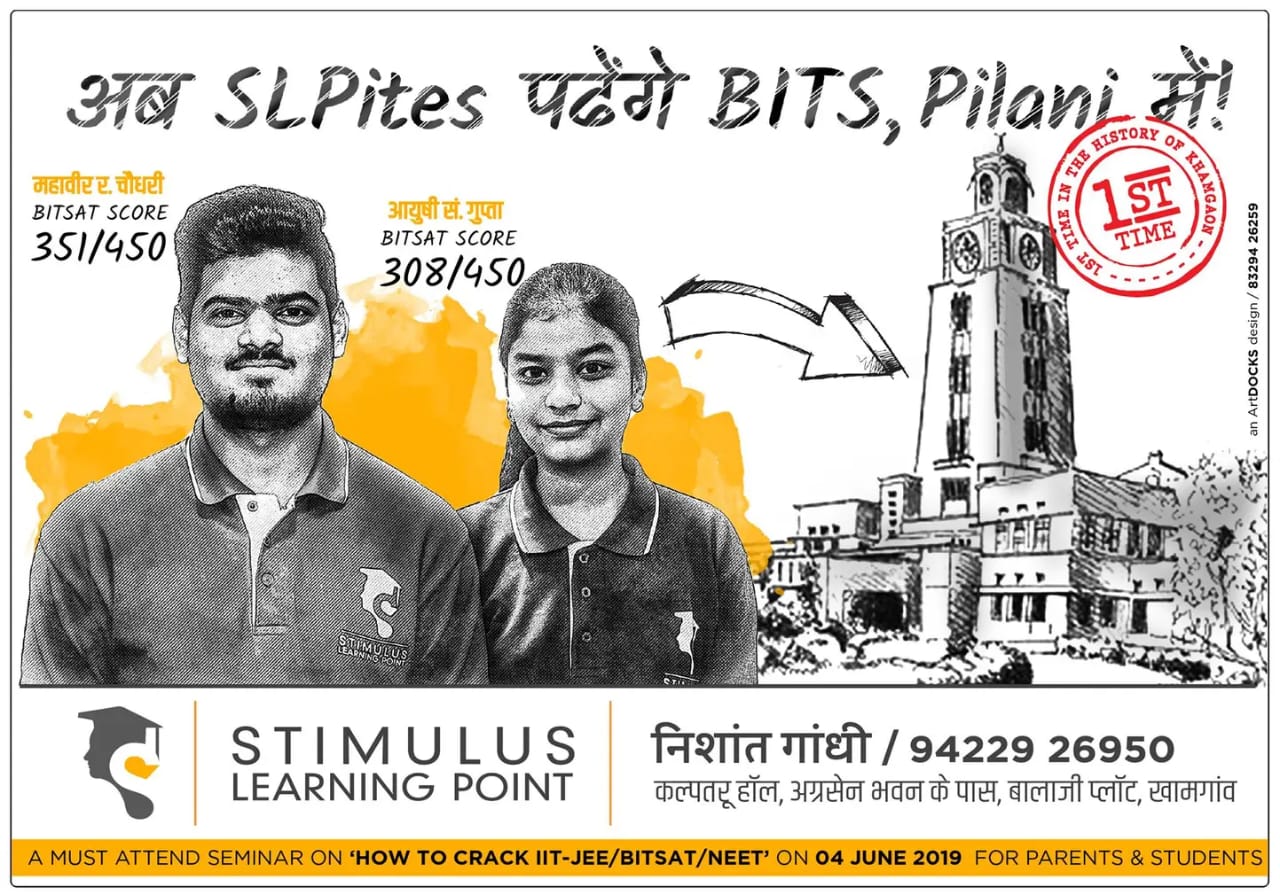 अब SLPites पढेंगे BITS, Pilani में!
1ST TIME IN THE HISTORY OF KHAMGAON
1ST
TIME
महावीर र. चौधरी
BITSAT SCORE
351/450
आयुषी सं. गुप्ता
BITSAT SCORE
308/450
an ArtDOCKS design / 83294 26259
STIMULUS
LEARNING POINT
STIMULUS
LEARNING POINT
निशांत गांधी / 94229 26950
कल्पतरू हॉल, अग्रसेन भवन के पास, बालाजी प्लॉट, खामगांव
A MUST ATTEND SEMINAR ON ‘HOW TO CRACK IIT-JEE/BITSAT/NEET’ ON 04 JUNE 2019 FOR PARENTS & STUDENTS